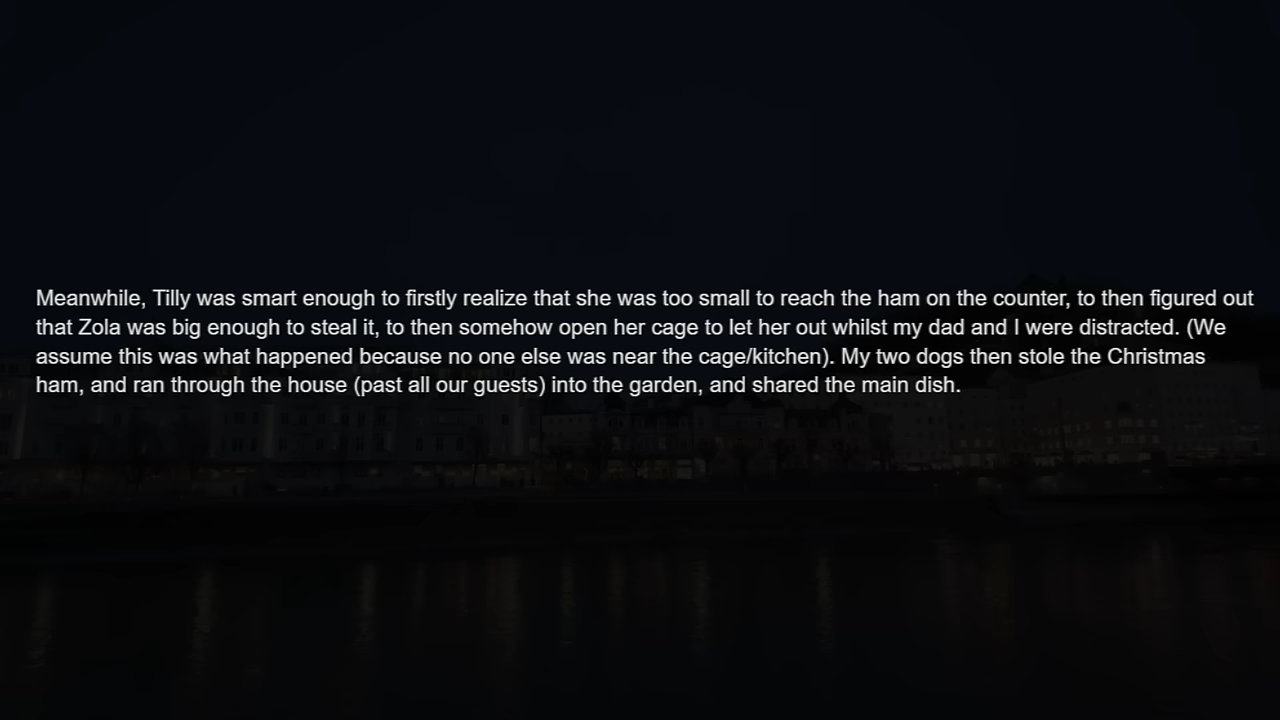 Meanwhile, Tilly was smart enough to firstly realize that she was too small to reach the ham on the counter, to then figured out
that Zola was big enough to steal it, to then somehow open her cage to let her out whilst my dad and I were distracted. (We
assume this was what happened because no one else was near the cage/kitchen). My two dogs then stole the Christmas
ham, and ran through the house (past all our guests) into the garden, and shared the main dish.